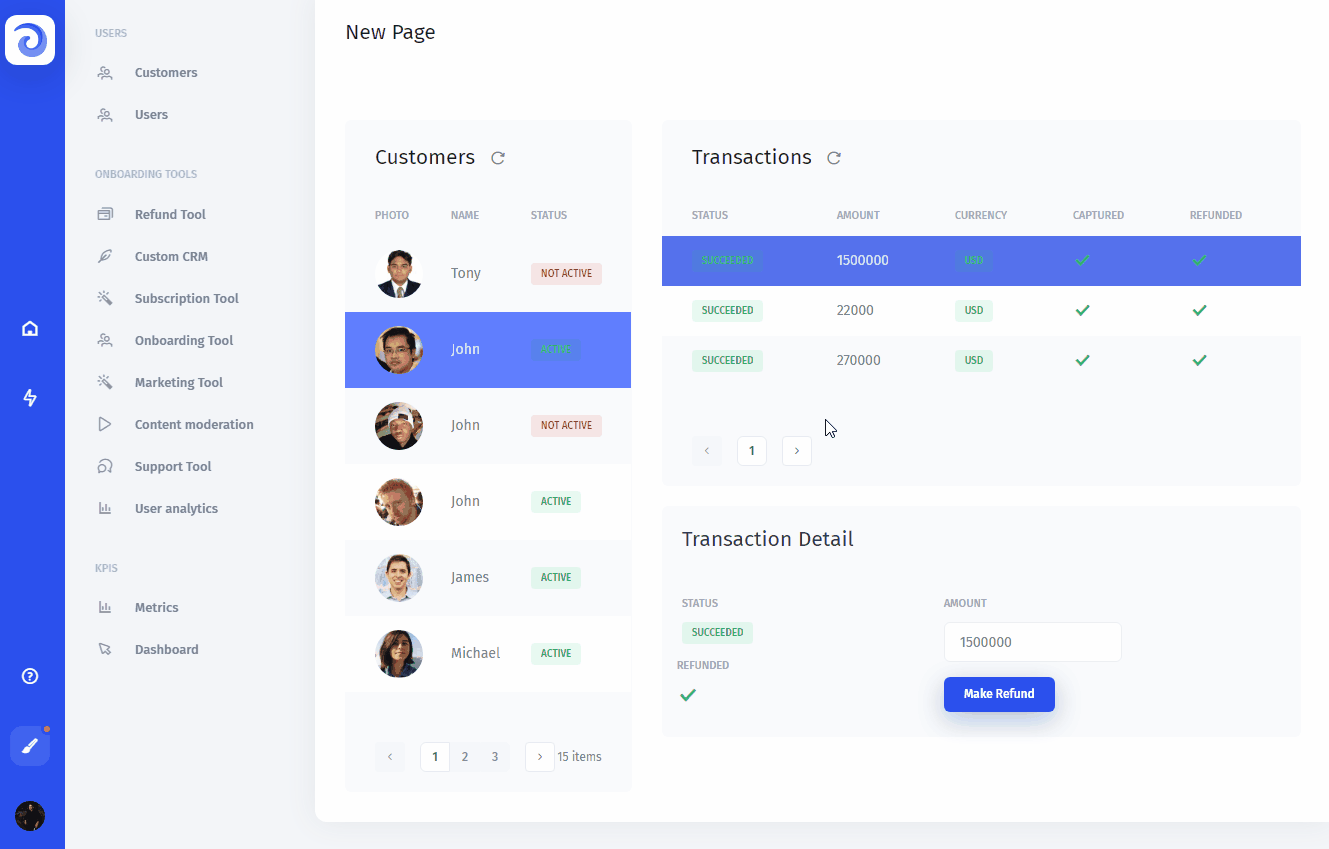 USERS
Customers
Users
ONBOARDING TOOLS
Refund Tool
Custom CRM
Subscription Tool
Onboarding Tool
Marketing Tool
Content moderation
Support Tool
User analytics
KPIS
Metrics
Dashboard
New Page
Customers
PHOTO NAME STATUS
Tony NOT ACTIVE
John ACTIVE
John NOT ACTIVE
John ACTIVE
James ACTIVE
Michael ACTIVE
1 2 3 15 items
Transactions
STATUS AMOUNT CURRENCY CAPTURED REFUNDED
SUCCEEDED 1500000 USD
SUCCEEDED 22000 USD
SUCCEEDED 270000 USD
1
Transaction Detail
STATUS AMOUNT
SUCCEEDED 1500000
REFUNDED
Make Refund